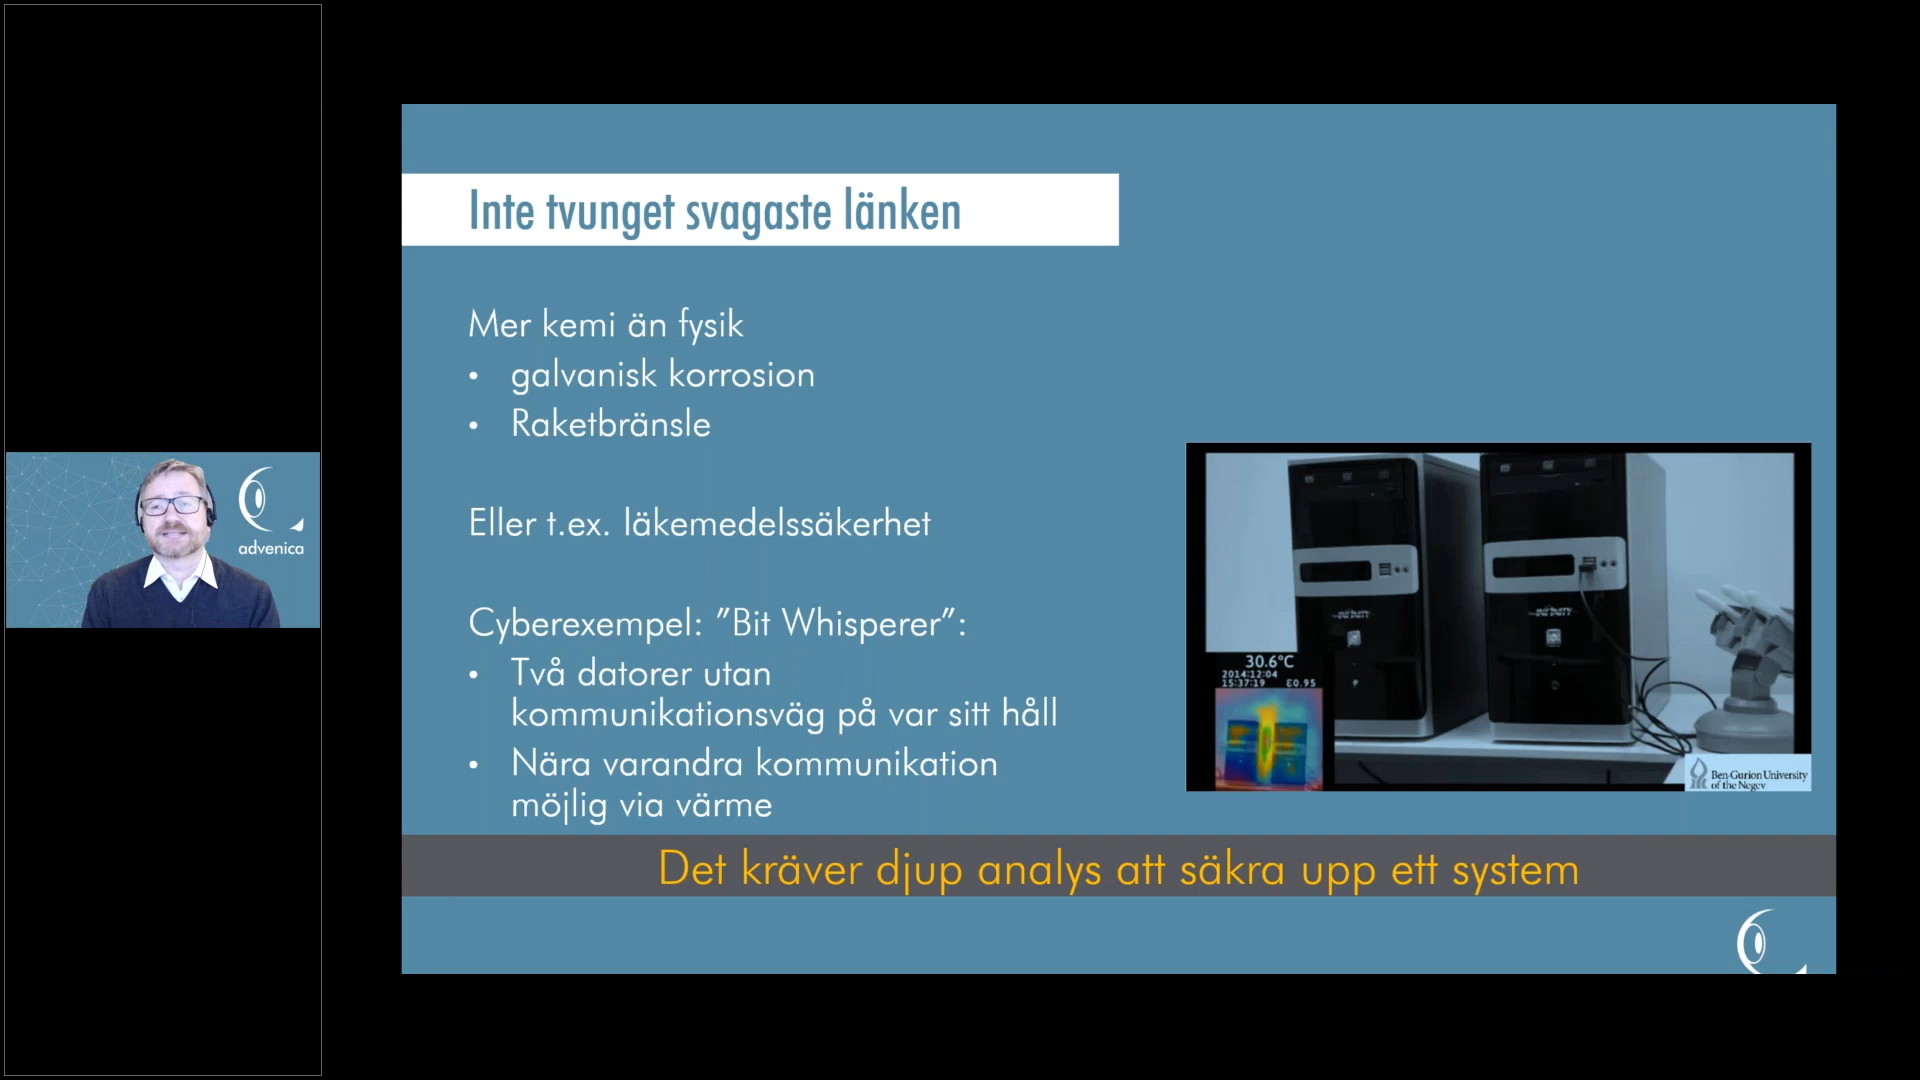 Inte tvunget svagaste länken
Mer kemi än fysik
• galvanisk korrosion
• Raketbränsle
Eller t.ex. läkemedelssäkerhet
Cyberexempel: ”Bit Whisperer”:
• Två datorer utan
kommunikationsväg på var sitt håll
• Nära varandra kommunikation
möjlig via värme
advenica
30.6°C
2014:12:04
15:37:19 ε0.95
Ben-Gurion University
of the Negev
Det kräver djup analys att säkra upp ett system